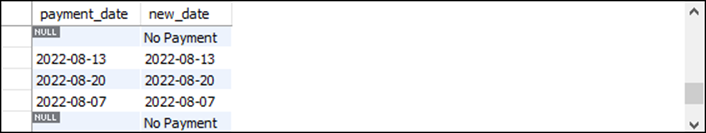 payment_date new_date
NULL No Payment
2022-08-13 2022-08-13
2022-08-20 2022-08-20
2022-08-07 2022-08-07
NULL No Payment